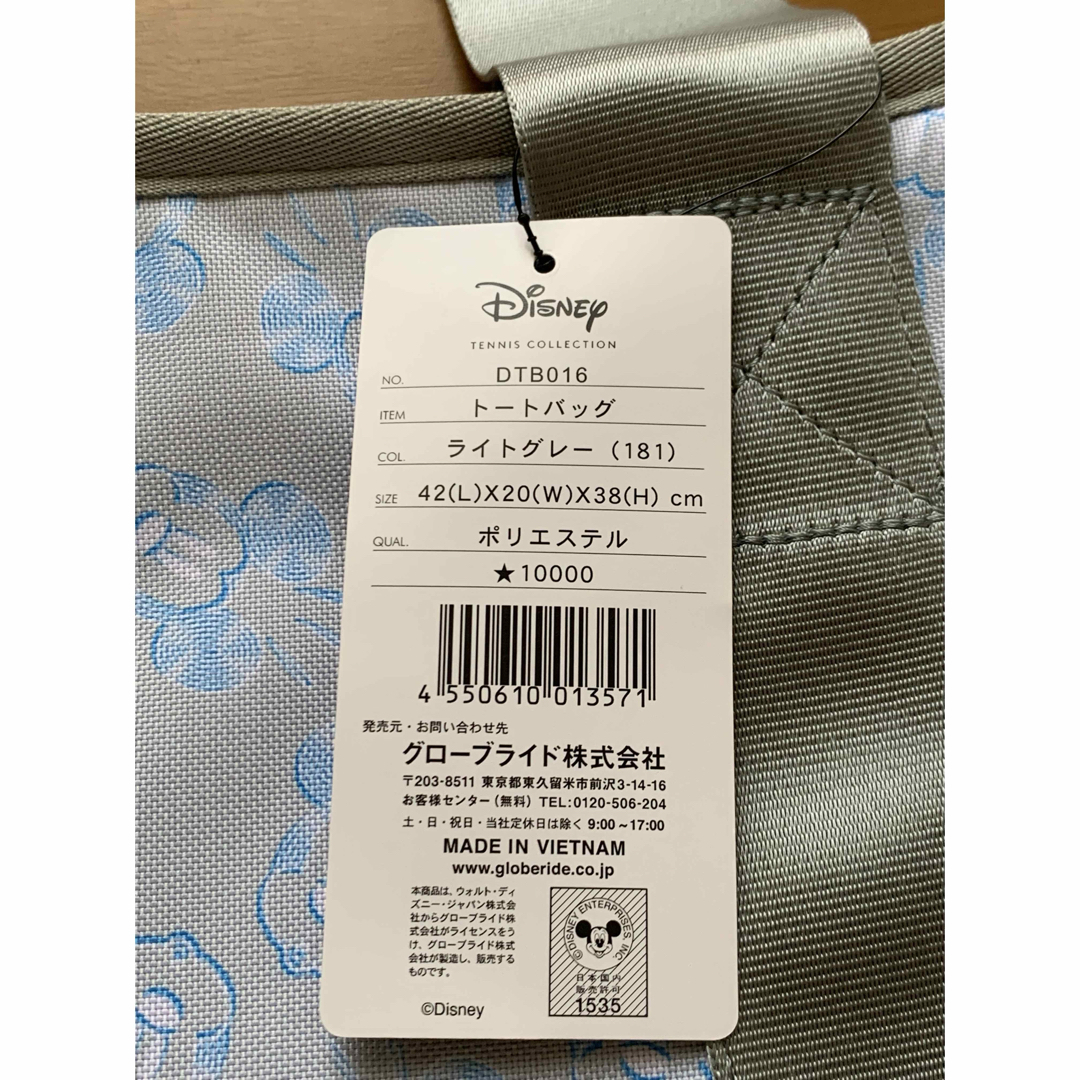 Disney
TENNIS COLLECTION
NO. DTB016
ITEM トートバッグ
COL. ライトグレー（181）
SIZE 42(L)X20(W)X38(H) cm
QUAL. ポリエステル
★10000
4 550610 013571
発売元・お問い合わせ先
グローブライド株式会社
〒203-8511 東京都東久留米市前沢3-14-16
お客様センター（無料）TEL:0120-506-204
土・日・祝日・当社定休日は除く 9:00～17:00
MADE IN VIETNAM
www.globeride.co.jp
本商品は、ウォルト・ディ
ズニー・ジャパン株式会
社からグローブライド株
式会社がライセンスをう
け、グローブライド株式
会社が製造し、販売する
ものです。
©Disney
©DISNEY ENTERPRISES, INC.
日本国内
販売許可
1535